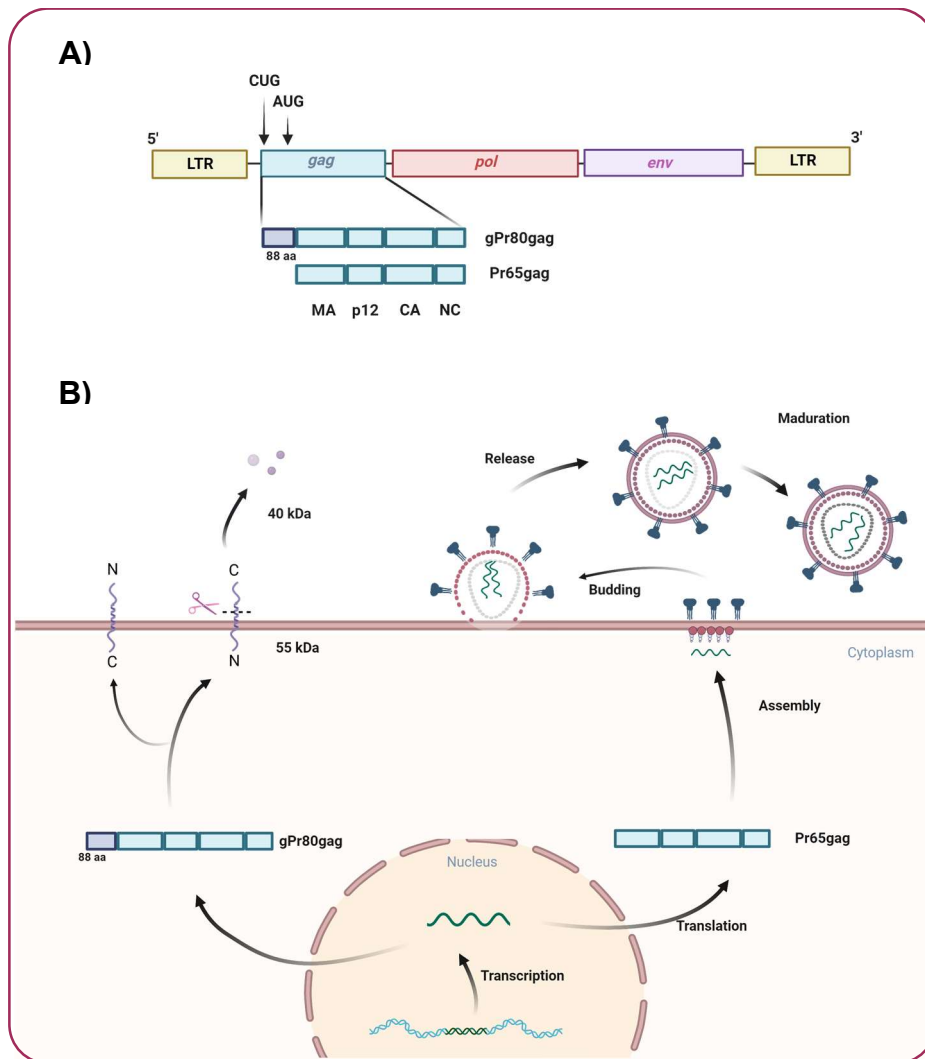 A)
CUG
AUG
5'
3'
LTR
gag
pol
env
LTR
gPr80gag
88 aa
Pr65gag
MA p12 CA NC
B)
Maduration
Release
40 kDa
N
C
Budding
55 kDa
C
N
Cytoplasm
Assembly
gPr80gag
88 aa
Pr65gag
Nucleus
Translation
Transcription